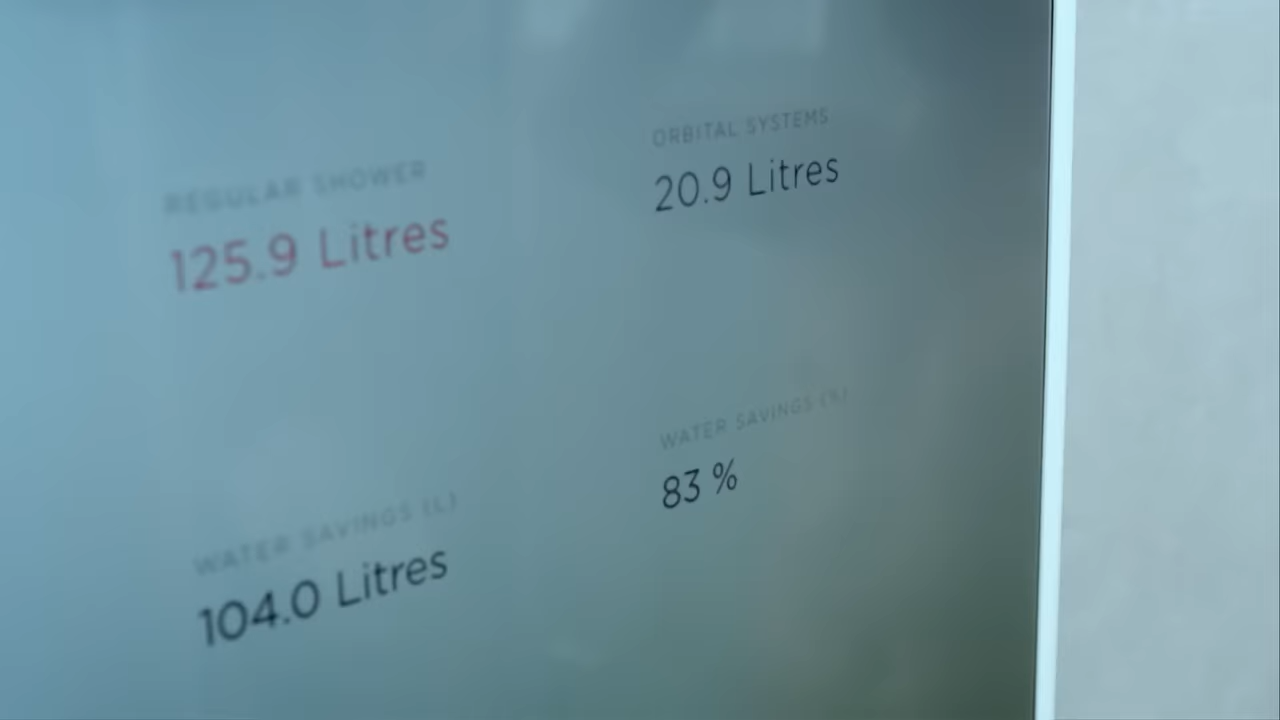 REGULAR SHOWER
125.9 Litres
ORBITAL SYSTEMS
20.9 Litres
WATER SAVINGS (L)
104.0 Litres
WATER SAVINGS (%)
83 %